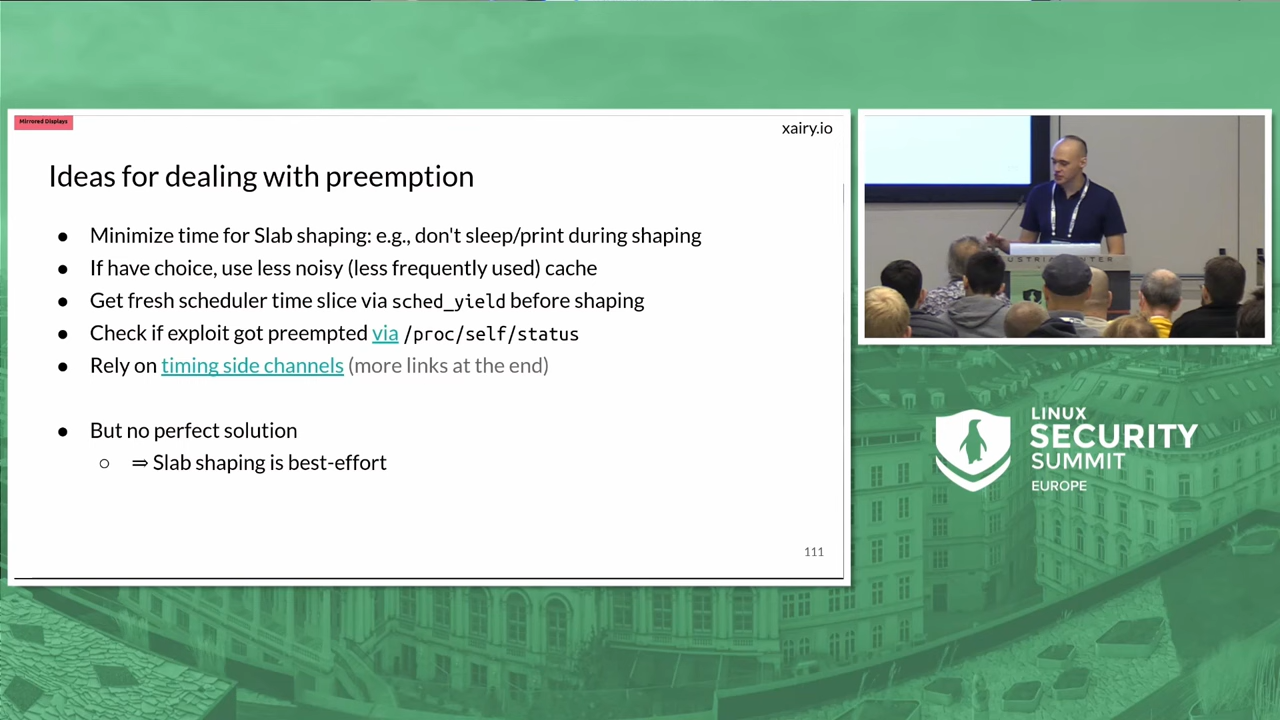 Mirrored Displays
xairy.io
Ideas for dealing with preemption
● Minimize time for Slab shaping: e.g., don't sleep/print during shaping
● If have choice, use less noisy (less frequently used) cache
● Get fresh scheduler time slice via sched_yield before shaping
● Check if exploit got preempted via /proc/self/status
● Rely on timing side channels (more links at the end)
● But no perfect solution
○ ⇒ Slab shaping is best-effort
111
USTRIA CENTER
LINUX
SECURITY
SUMMIT
EUROPE